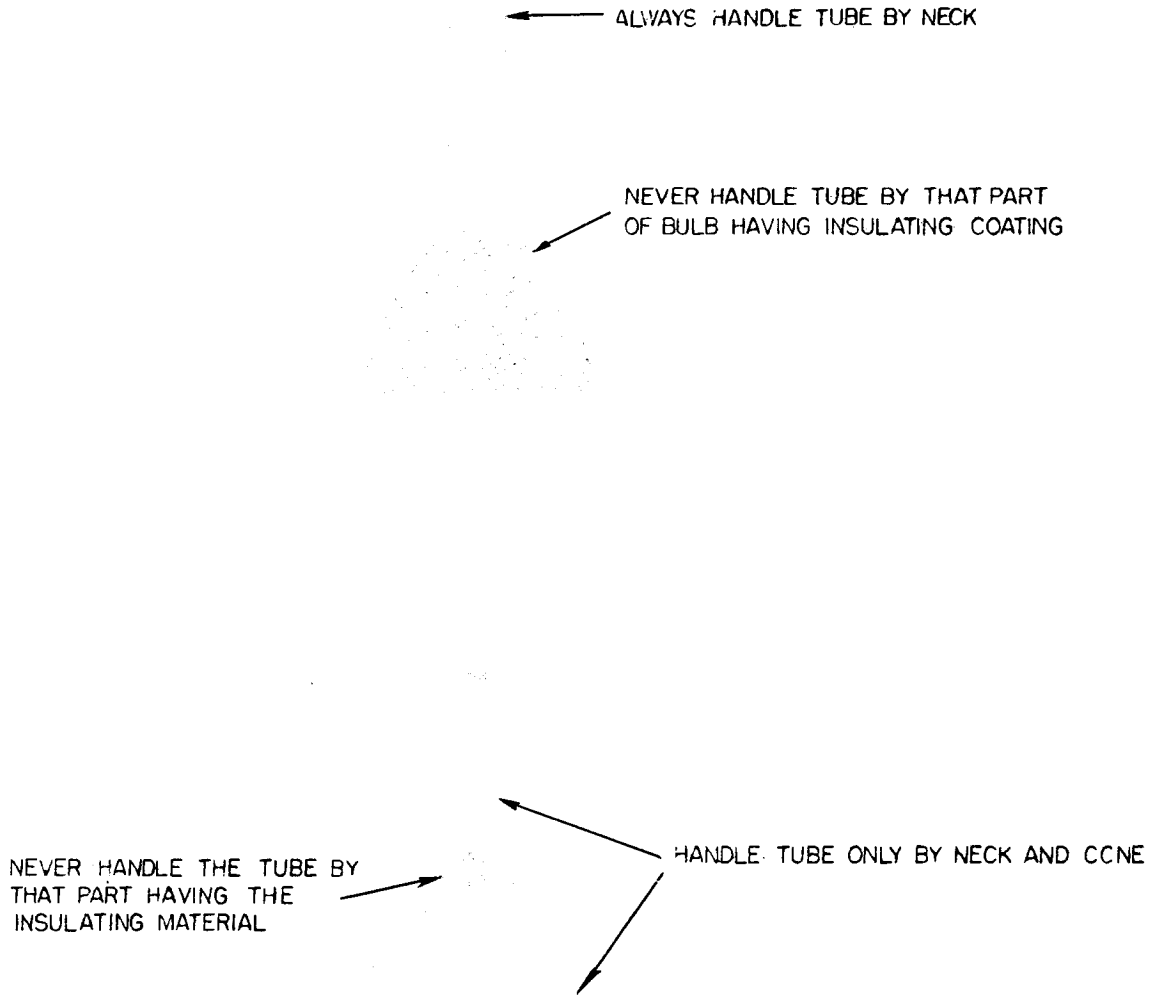 ALWAYS HANDLE TUBE BY NECK
NEVER HANDLE TUBE BY THAT PART
OF BULB HAVING INSULATING COATING
HANDLE TUBE ONLY BY NECK AND CCNE
NEVER HANDLE THE TUBE BY
THAT PART HAVING THE
INSULATING MATERIAL